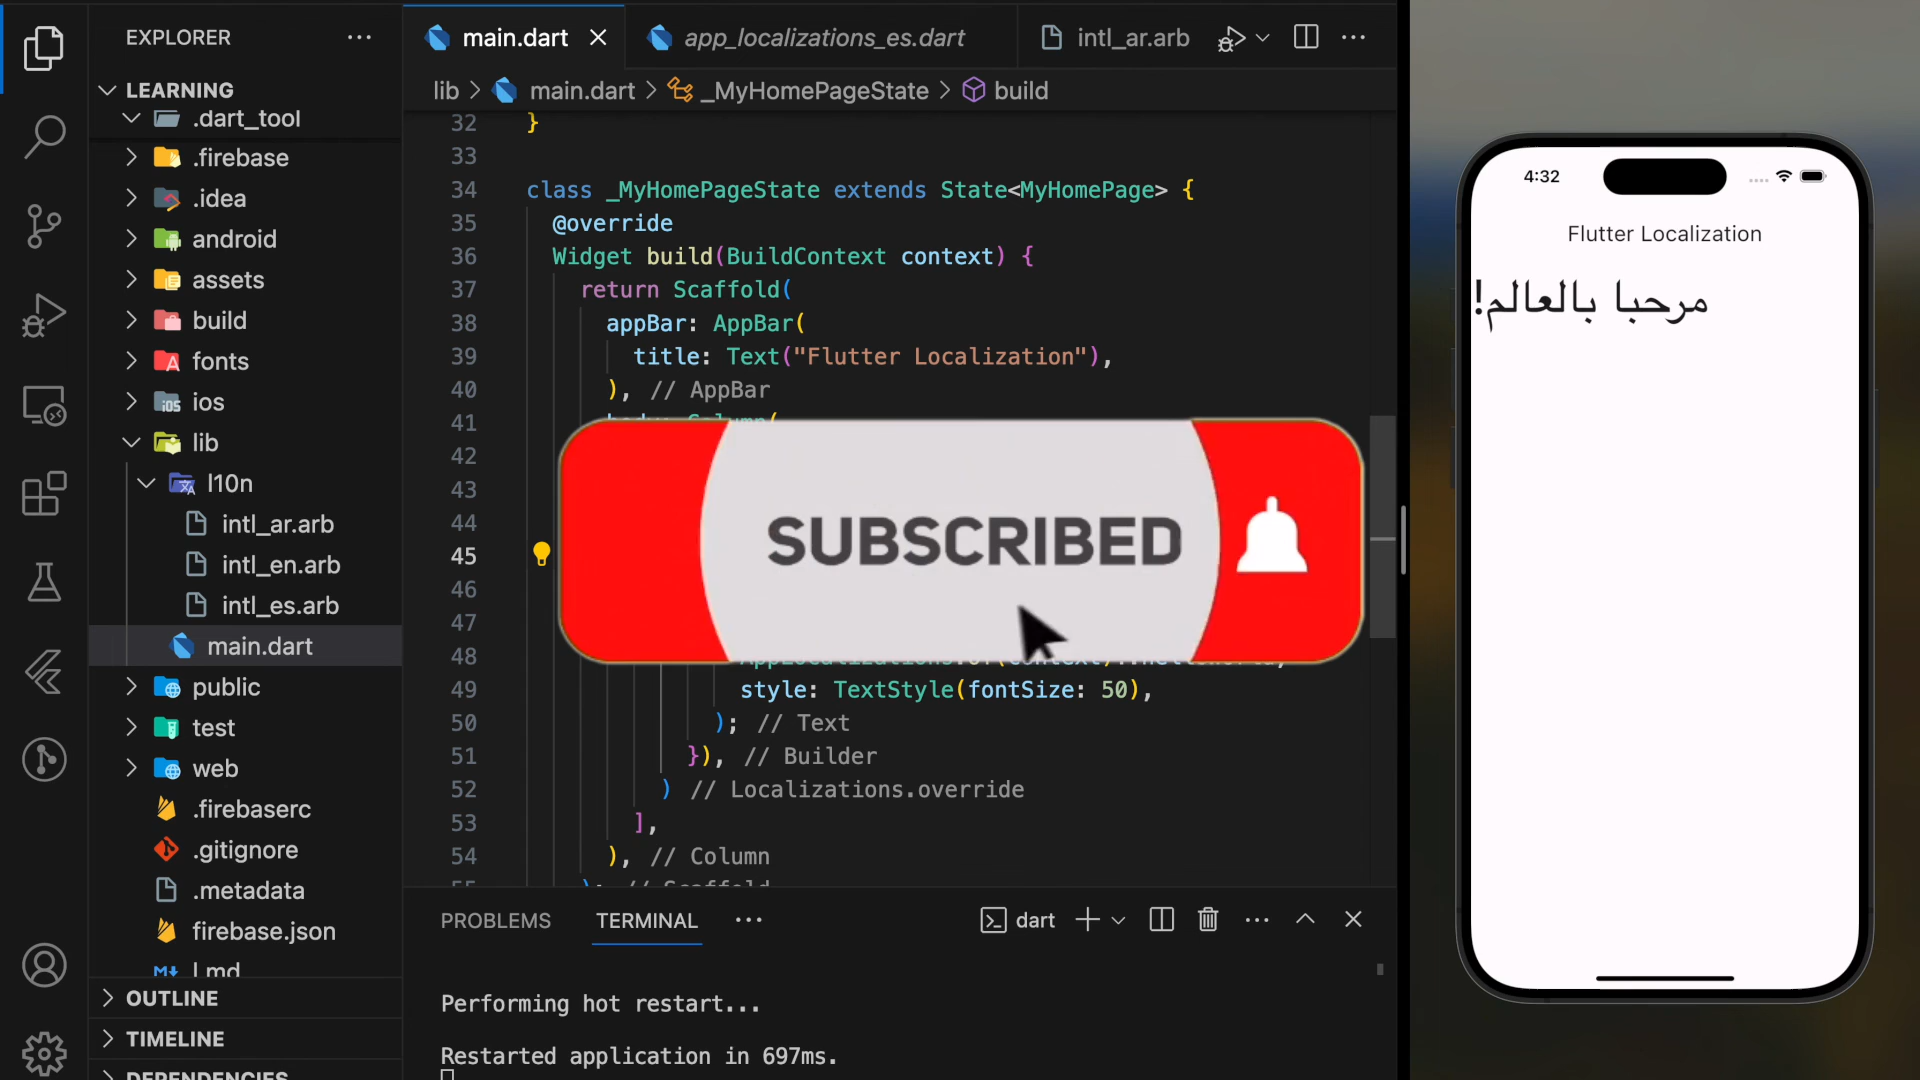 EXPLORER
LEARNING
.dart_tool
.firebase
.idea
android
assets
build
fonts
ios
lib
l10n
intl_ar.arb
intl_en.arb
intl_es.arb
main.dart
public
test
web
.firebaserc
.gitignore
.metadata
firebase.json
OUTLINE
TIMELINE
DEPENDENCIES
main.dart
app_localizations_es.dart
intl_ar.arb
lib > main.dart > _MyHomePageState > build
32 }
33
34 class _MyHomePageState extends State<MyHomePage> {
35 @override
36 Widget build(BuildContext context) {
37 return Scaffold(
38 appBar: AppBar(
39 title: Text("Flutter Localization"),
40 ), // AppBar
41 body: Column(
42
43
44
45
46
47
48
49 style: TextStyle(fontSize: 50),
50 ); // Text
51 }), // Builder
52 ) // Localizations.override
53 ],
54 ), // Column
SUBSCRIBED
PROBLEMS
TERMINAL
dart
Performing hot restart...
Restarted application in 697ms.
4:32
Flutter Localization
مرحبا بالعالم!